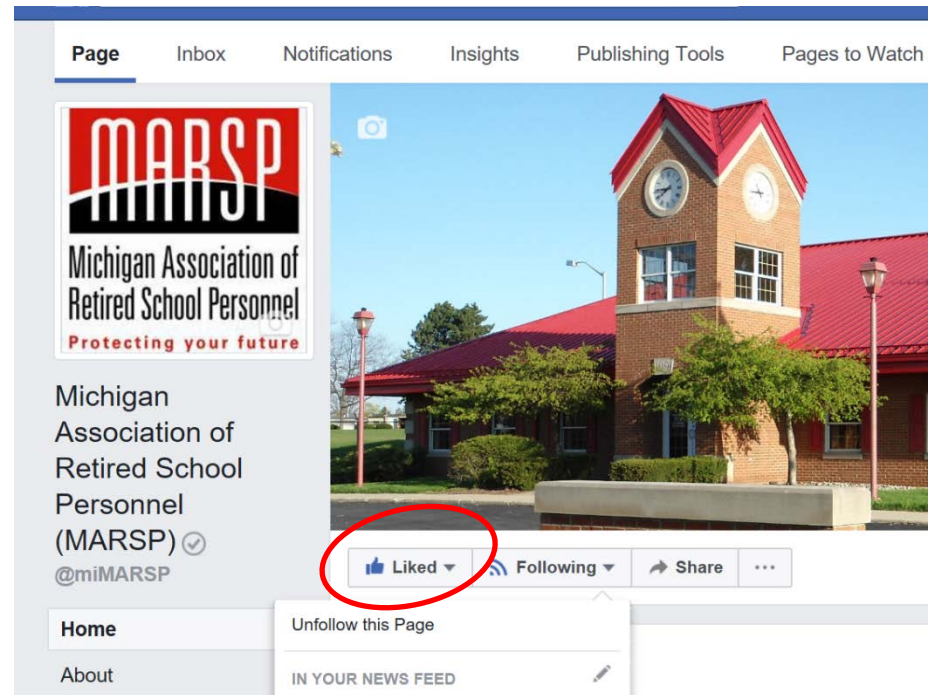 Page Inbox Notifications Insights Publishing Tools Pages to Watch
MARSP
Michigan Association of
Retired School Personnel
Protecting your future
Michigan
Association of
Retired School
Personnel
(MARSP)
@miMARSP
Liked Following Share ...
Home
Unfollow this Page
About
IN YOUR NEWS FEED